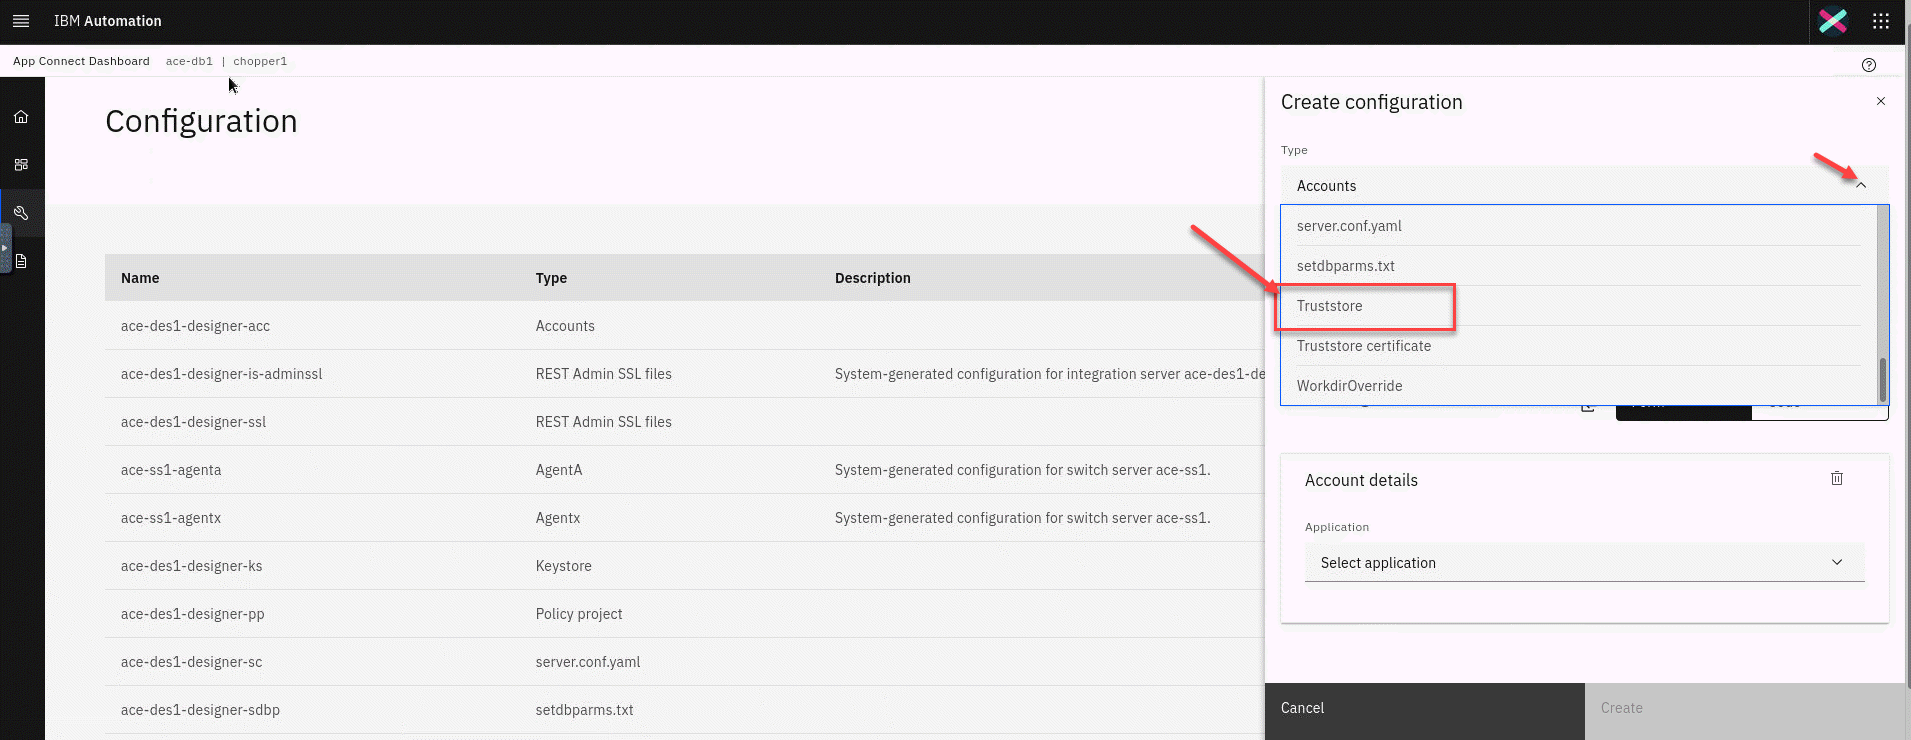 IBM Automation
App Connect Dashboard ace-db1 | chopper1
Configuration
Name Type Description
ace-des1-designer-acc Accounts
ace-des1-designer-is-adminssl REST Admin SSL files System-generated configuration for integration server ace-des1-de
ace-des1-designer-ssl REST Admin SSL files
ace-ss1-agenta AgentA System-generated configuration for switch server ace-ss1.
ace-ss1-agentx Agentx System-generated configuration for switch server ace-ss1.
ace-des1-designer-ks Keystore
ace-des1-designer-pp Policy project
ace-des1-designer-sc server.conf.yaml
ace-des1-designer-sdbp setdbparms.txt
Create configuration
Type
Accounts
server.conf.yaml
setdbparms.txt
Truststore
Truststore certificate
WorkdirOverride
Account details
Application
Select application
Cancel Create